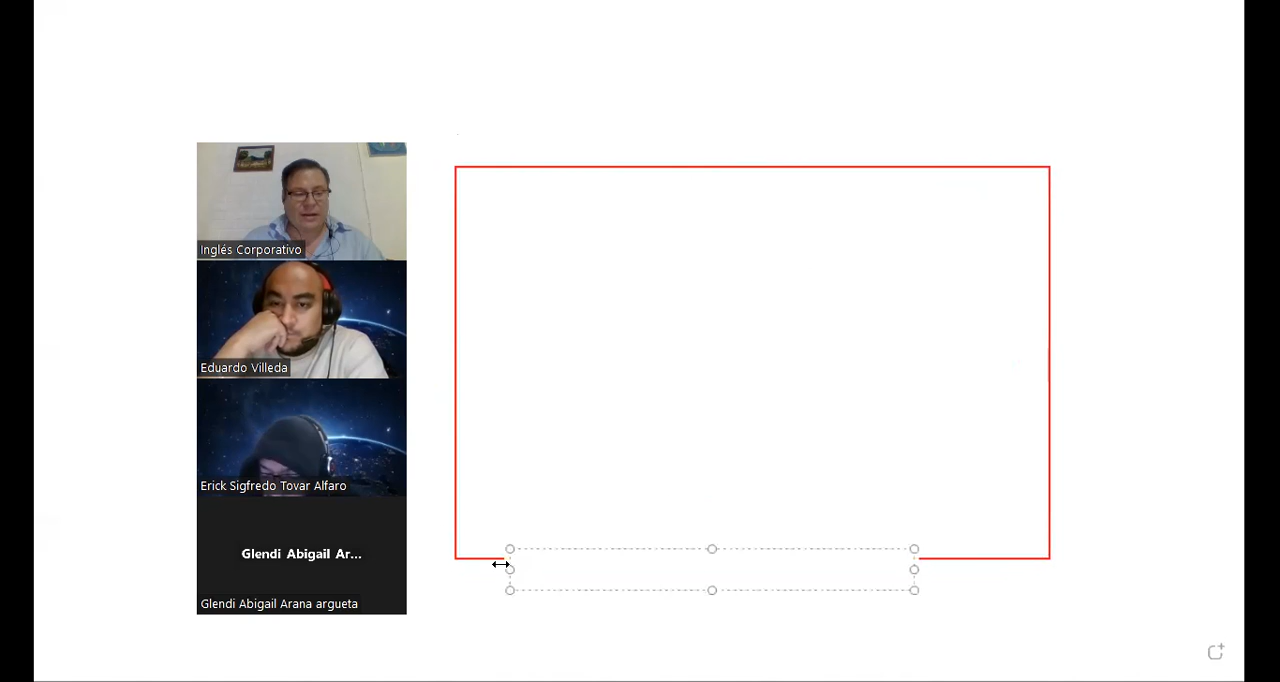 Inglés Corporativo
Eduardo Villeda
Erick Sigfredo Tovar Alfaro
Glendi Abigail Ar...
Glendi Abigail Arana argueta